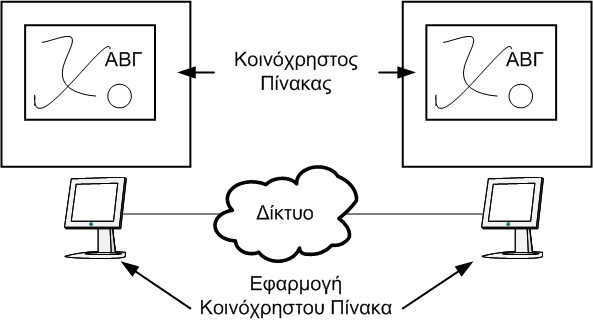 ΑΒΓ
Κοινόχρηστος
Πίνακας
ΑΒΓ
Δίκτυο
Εφαρμογή
Κοινόχρηστου Πίνακα